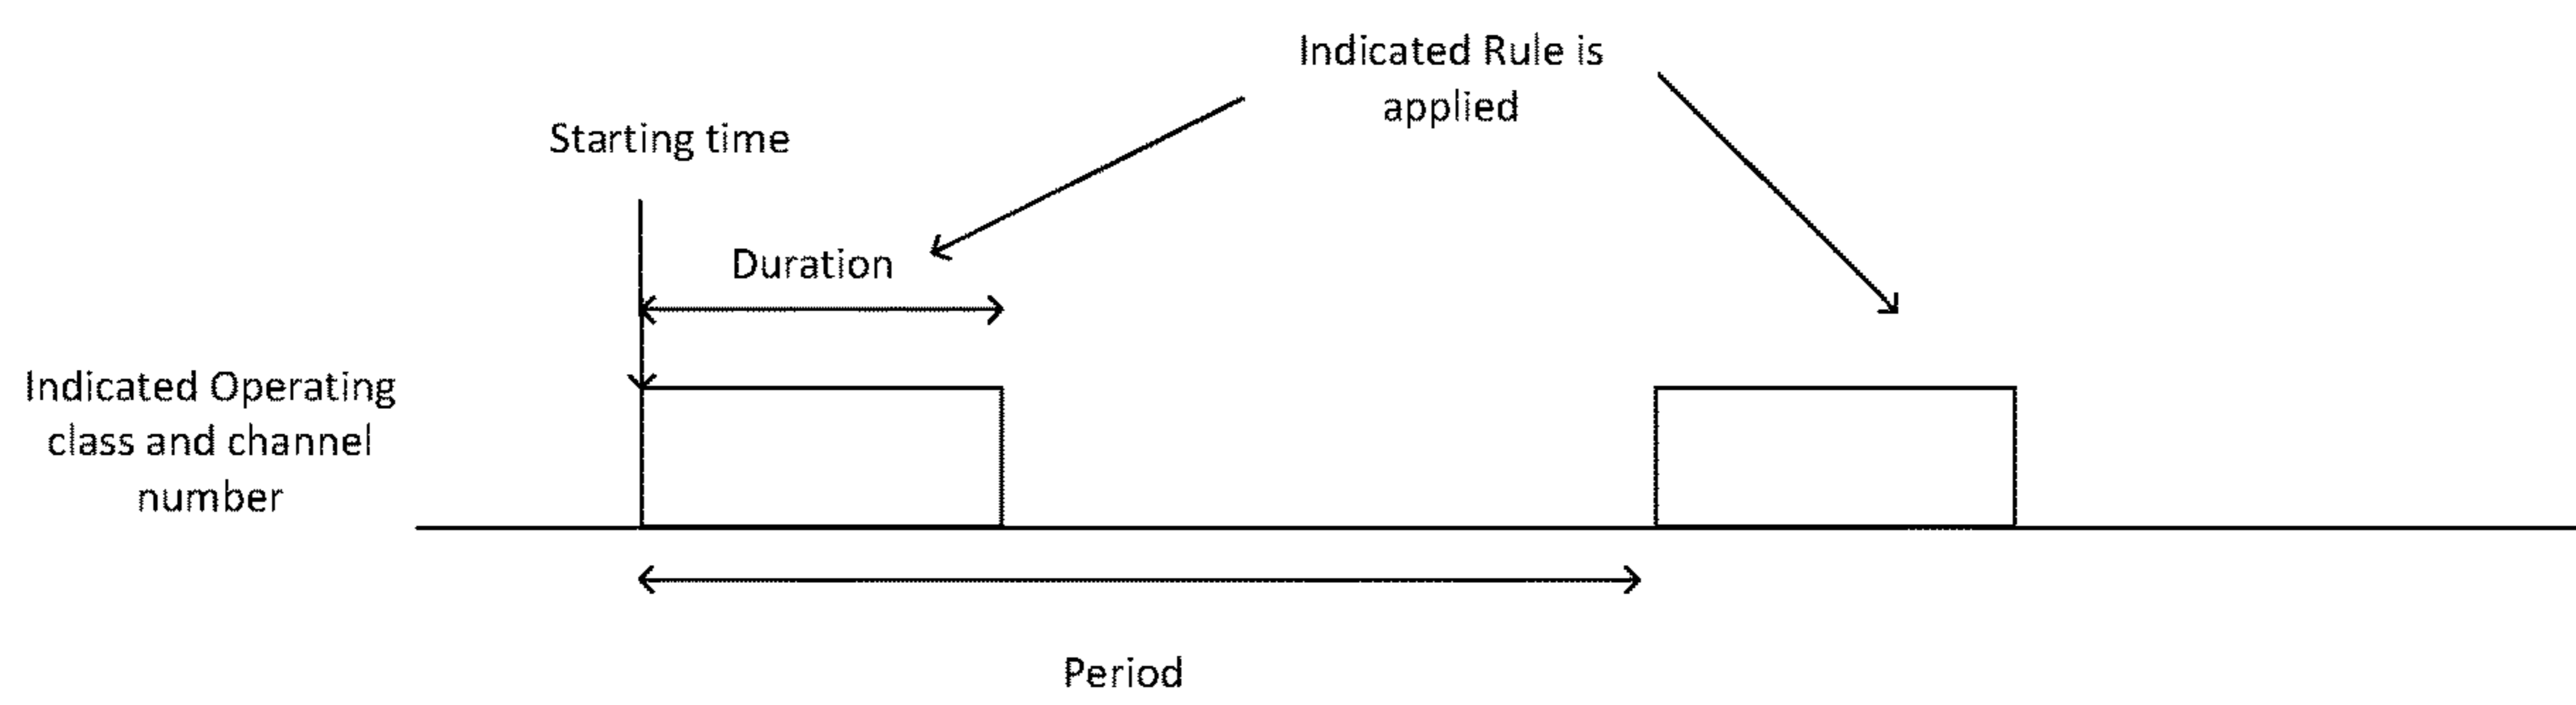 Indicated Rule is
applied
Starting time
Duration
Indicated Operating
class and channel
number
Period